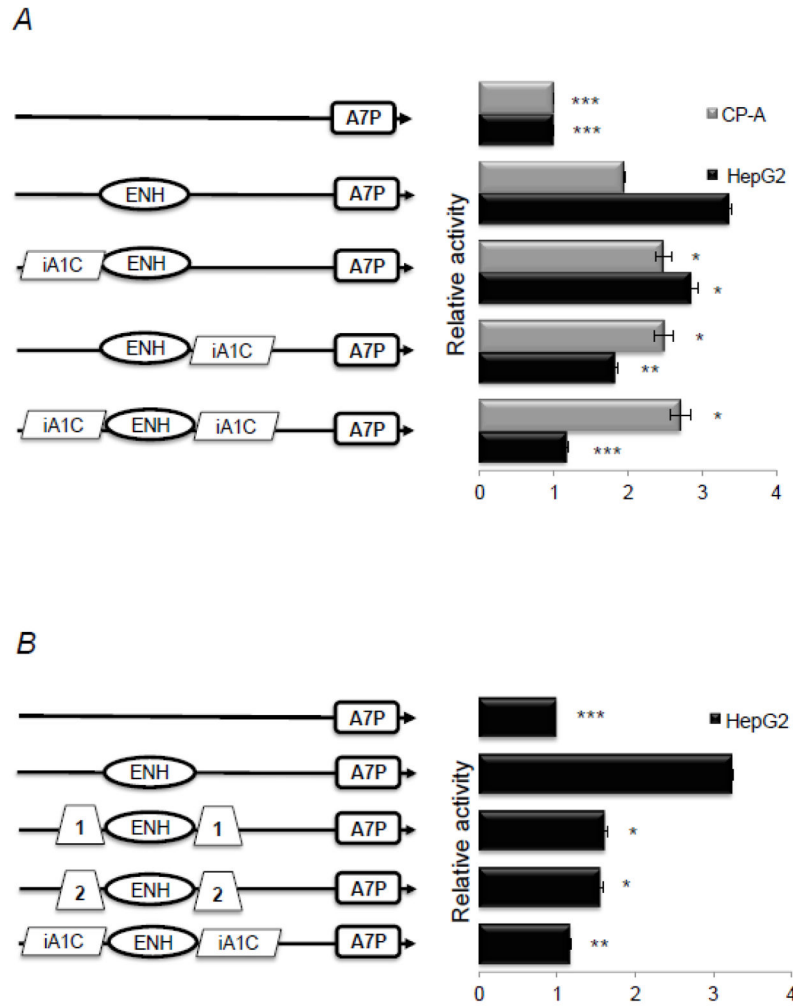 A
A7P
***
***
CP-A
HepG2
ENH
A7P
iA1C
ENH
A7P
*
*
ENH
iA1C
A7P
*
**
iA1C
ENH
iA1C
A7P
*
***
Relative activity
0 1 2 3 4
B
A7P
***
HepG2
ENH
A7P
1
ENH
1
A7P
*
2
ENH
2
A7P
*
iA1C
ENH
iA1C
A7P
**
Relative activity
0 1 2 3 4